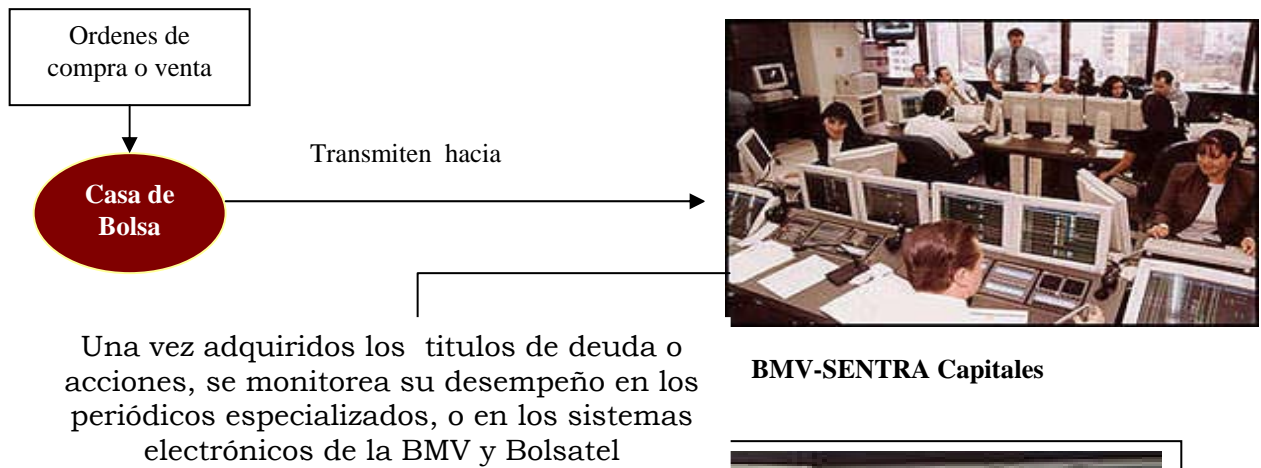 Ordenes de
compra o venta
Transmiten hacia
Casa de
Bolsa
Una vez adquiridos los titulos de deuda o
acciones, se monitorea su desempeño en los
periódicos especializados, o en los sistemas
electrónicos de la BMV y Bolsatel
BMV-SENTRA Capitales